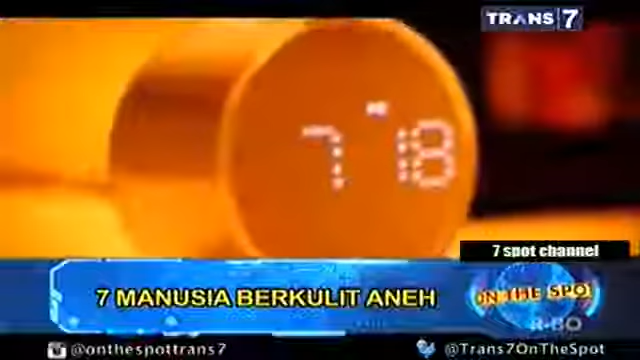 TRANS 7
7 18
7 spot channel
7 MANUSIA BERKULIT ANEH
ON THE SPOT
R-BO
@onthespottrans7
@Trans7OnTheSpot